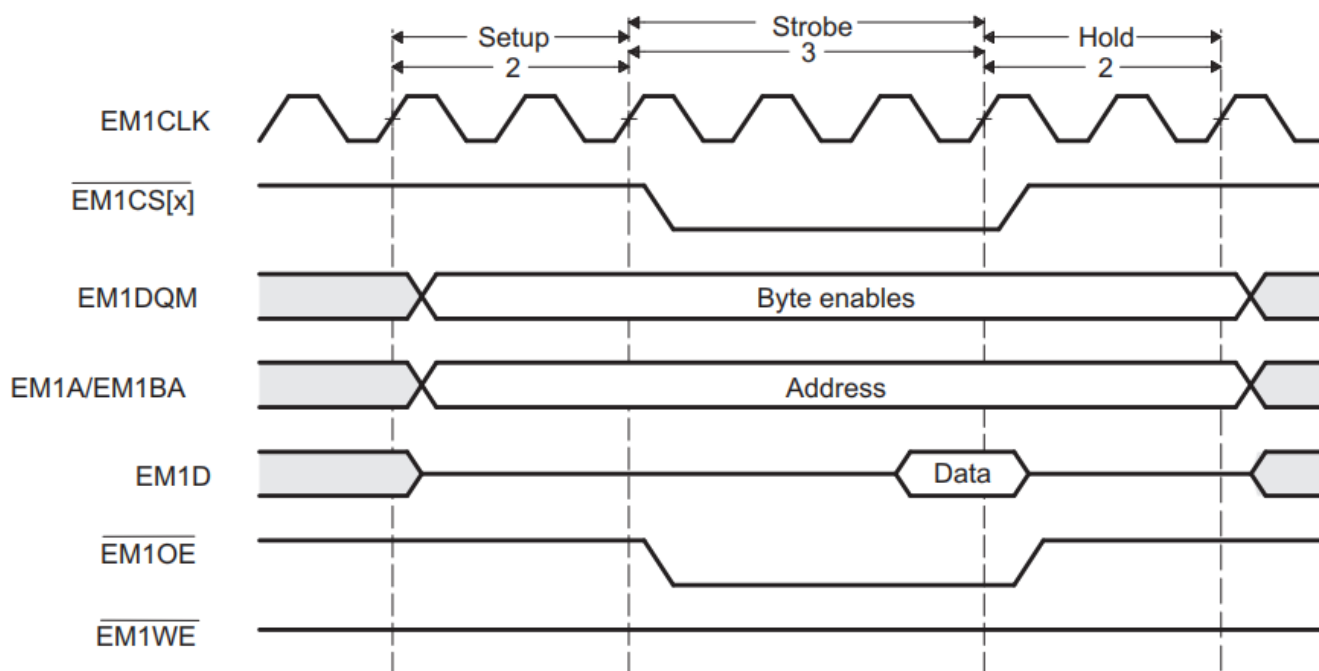 Setup
Strobe
Hold
2
3
2
EM1CLK
EM1CS[x]
EM1DQM
Byte enables
EM1A/EM1BA
Address
EM1D
Data
EM1OE
EM1WE